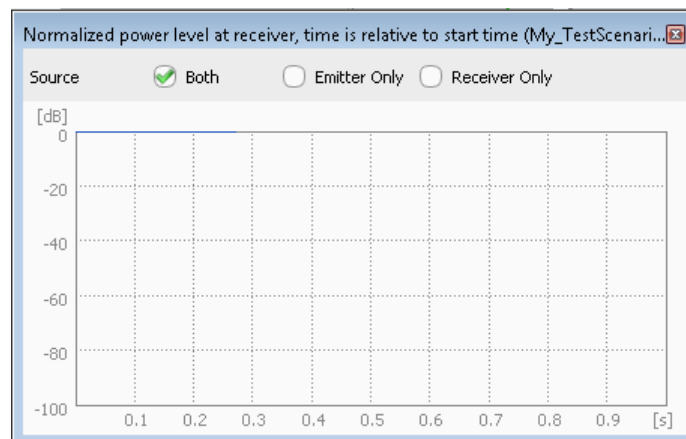 Normalized power level at receiver, time is relative to start time (My_TestScenari...
Source Both Emitter Only Receiver Only
[dB]
0
-20
-40
-60
-80
-100
0.1 0.2 0.3 0.4 0.5 0.6 0.7 0.8 0.9 [s]